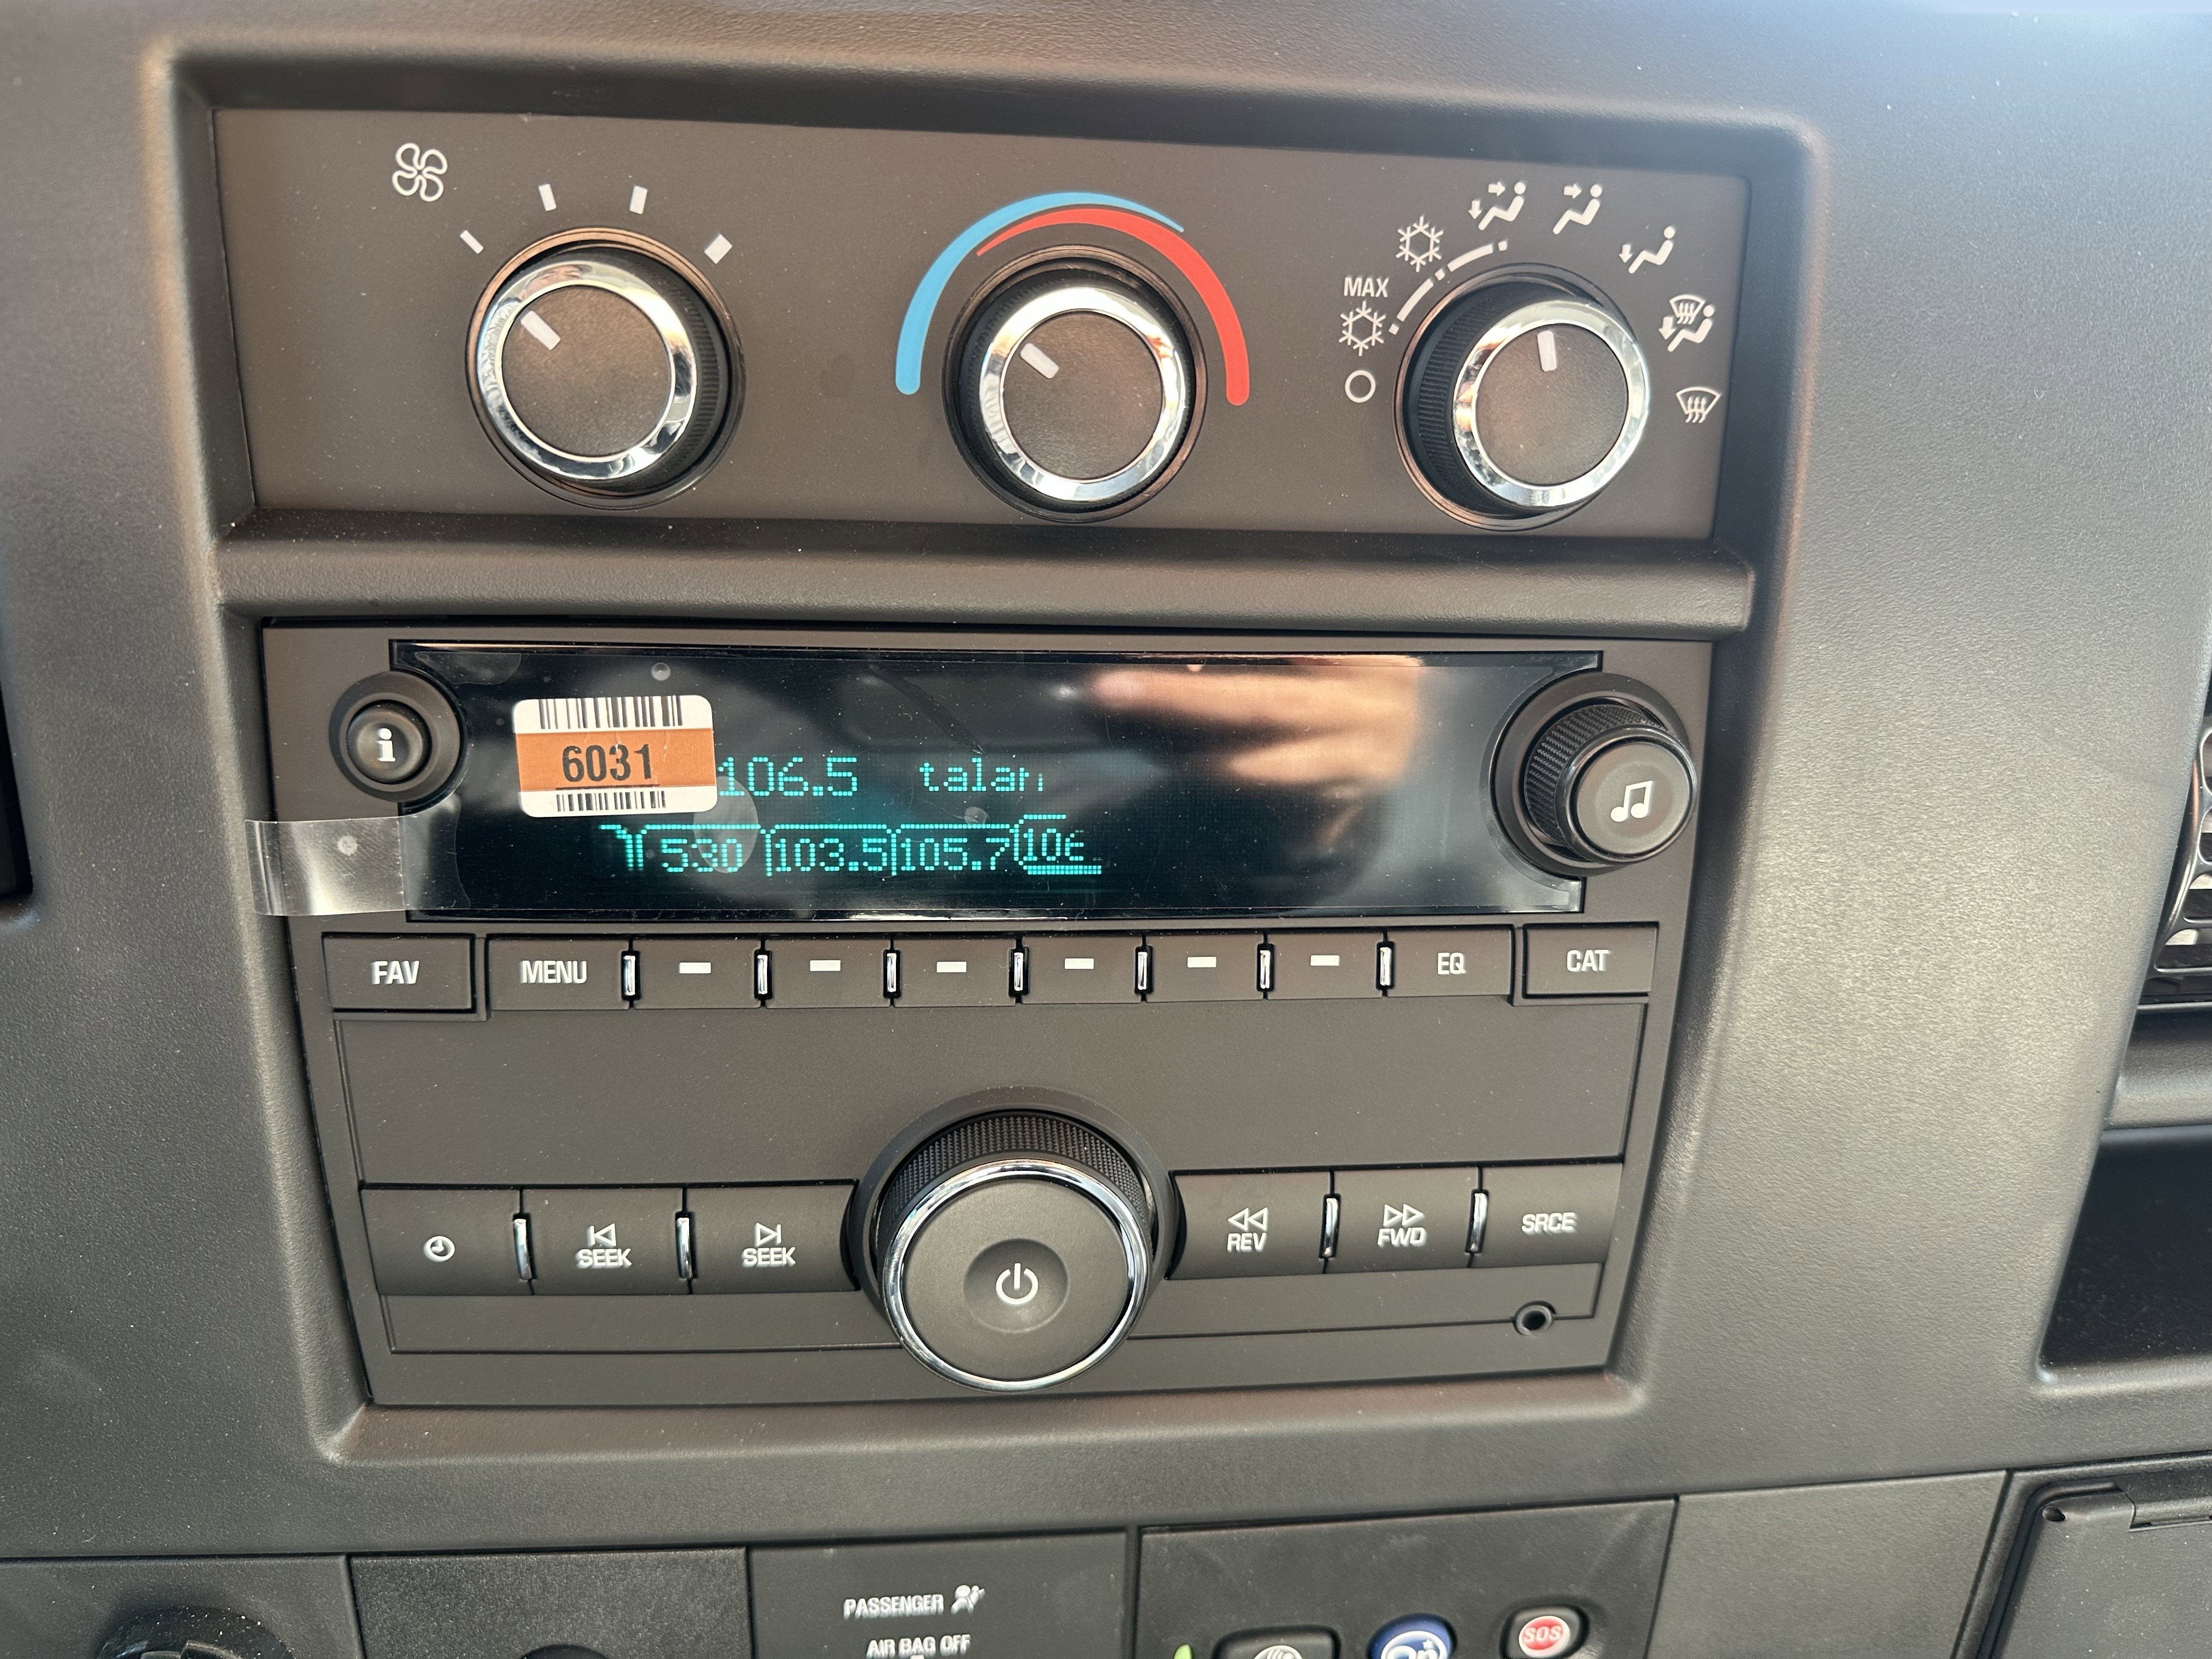 MAX
6031
106.5
530 103.5 105.7
FAV MENU EQ CAT
SEEK SEEK REV FWD SRCE
PASSENGER
AIR BAG OFF
SOS